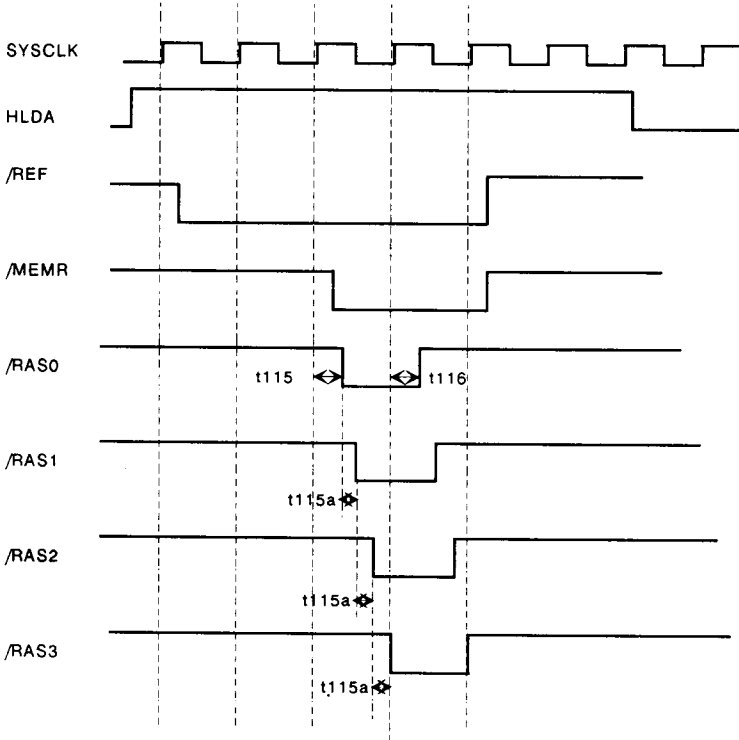 SYSCLK
HLDA
/REF
/MEMR
/RAS0
t115
t116
/RAS1
t115a
/RAS2
t115a
/RAS3
t115a